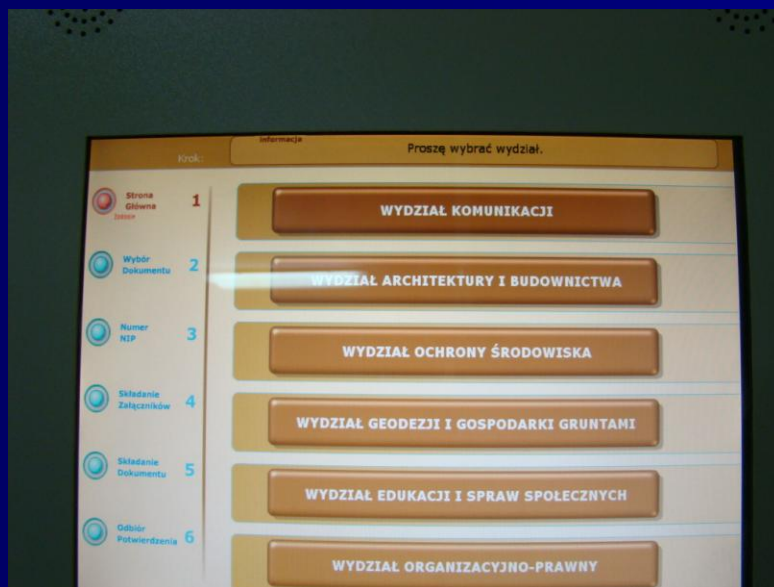 informacja
Krok:
Proszę wybrać wydział.
Strona
Główna
1
Wybór
Dokumentu
2
Numer
NIP
3
Składanie
Załączników
4
Składanie
Dokumentu
5
Odbiór
Potwierdzenia
6
WYDZIAŁ KOMUNIKACJI
WYDZIAŁ ARCHITEKTURY I BUDOWNICTWA
WYDZIAŁ OCHRONY ŚRODOWISKA
WYDZIAŁ GEODEZJI I GOSPODARKI GRUNTAMI
WYDZIAŁ EDUKACJI I SPRAW SPOŁECZNYCH
WYDZIAŁ ORGANIZACYJNO-PRAWNY